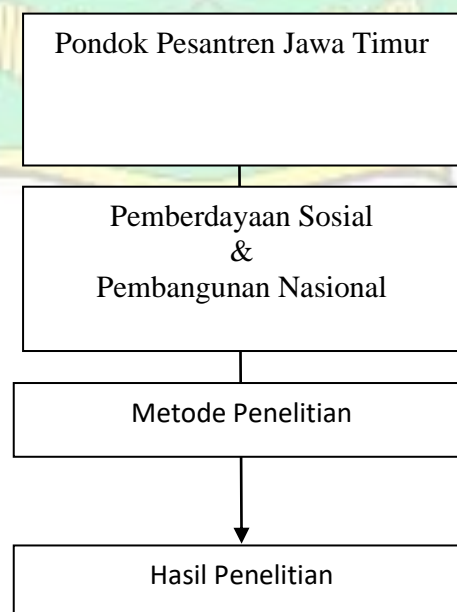 Pondok Pesantren Jawa Timur
Pemberdayaan Sosial
&
Pembangunan Nasional
Metode Penelitian
Hasil Penelitian